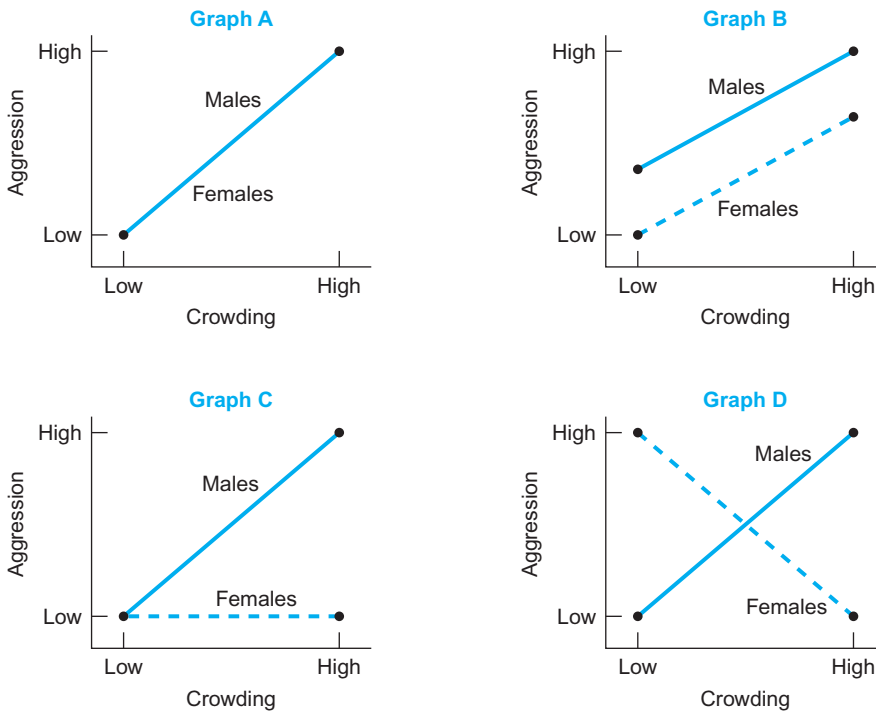 Graph A
High
Males
Females
Low
Aggression
Low High
Crowding
Graph B
High
Males
Females
Low
Aggression
Low High
Crowding
Graph C
High
Males
Females
Low
Aggression
Low High
Crowding
Graph D
High
Males
Females
Low
Aggression
Low High
Crowding